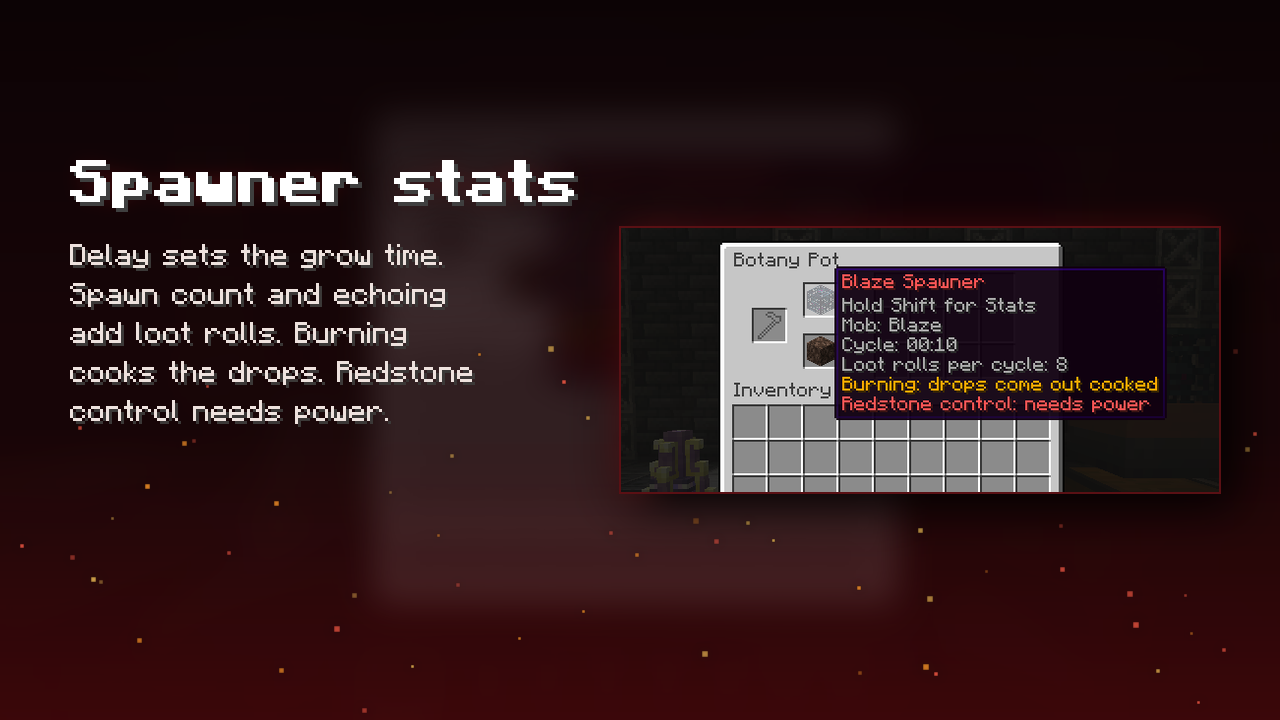 Spawner stats
Delay sets the grow time.
Spawn count and echoing
add loot rolls. Burning
cooks the drops. Redstone
control needs power.
Botany Pot
Blaze Spawner
Hold Shift for Stats
Mob: Blaze
Cycle: 00:10
Loot rolls per cycle: 8
Burning: drops come out cooked
Redstone control: needs power
Inventory